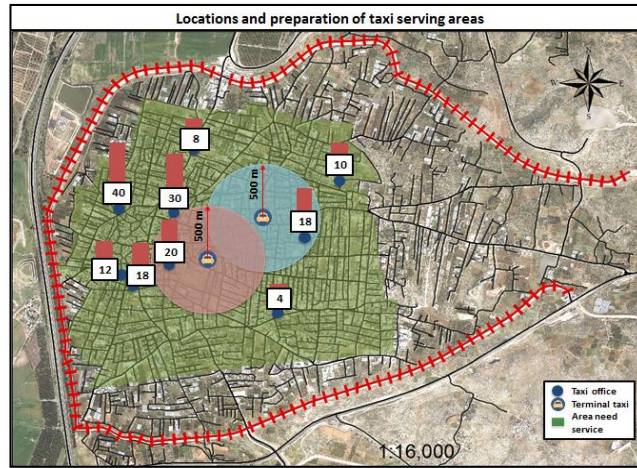 Locations and preparation of taxi serving areas
N
W
E
S
8
10
40
30
500 m
18
500 m
20
12
18
4
Taxi office
Terminal taxi
Area need
service
1:16,000